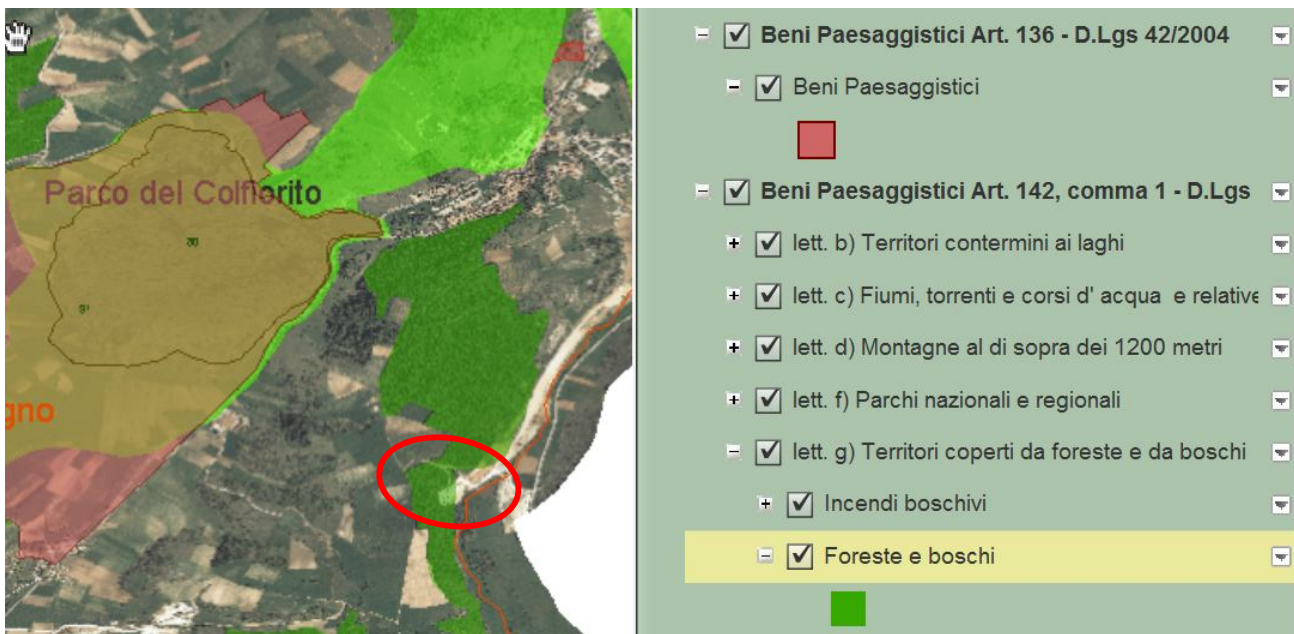 Parco del Colfiorito
gno
Beni Paesaggistici Art. 136 - D.Lgs 42/2004
Beni Paesaggistici
Beni Paesaggistici Art. 142, comma 1 - D.Lgs
lett. b) Territori contermini ai laghi
lett. c) Fiumi, torrenti e corsi d' acqua e relative
lett. d) Montagne al di sopra dei 1200 metri
lett. f) Parchi nazionali e regionali
lett. g) Territori coperti da foreste e da boschi
Incendi boschivi
Foreste e boschi